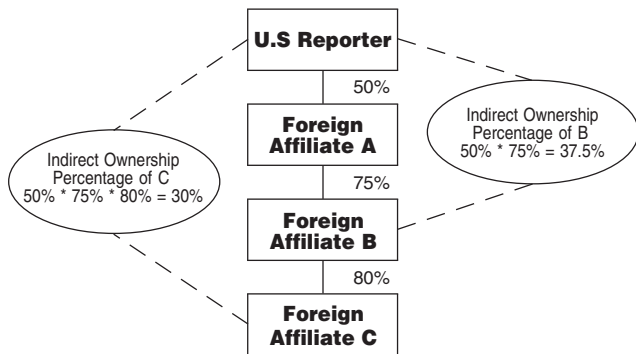 U.S Reporter
50%
Foreign
Affiliate A
Indirect Ownership
Percentage of B
50% * 75% = 37.5%
Indirect Ownership
Percentage of C
50% * 75% * 80% = 30%
75%
Foreign
Affiliate B
80%
Foreign
Affiliate C